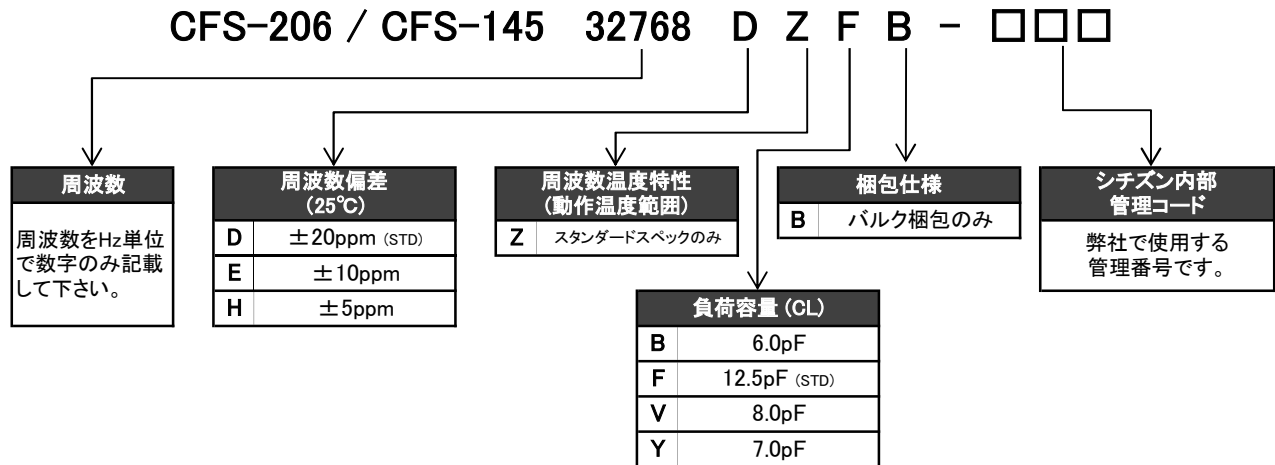 CFS-206 / CFS-145 32768 D Z F B - □□□
周波数
周波数をHz単位
で数字のみ記載
して下さい。
周波数偏差
(25℃)
D ±20ppm (STD)
E ±10ppm
H ±5ppm
周波数温度特性
(動作温度範囲)
Z スタンダードスペックのみ
負荷容量 (CL)
B 6.0pF
F 12.5pF (STD)
V 8.0pF
Y 7.0pF
梱包仕様
B バルク梱包のみ
シチズン内部
管理コード
弊社で使用する
管理番号です。